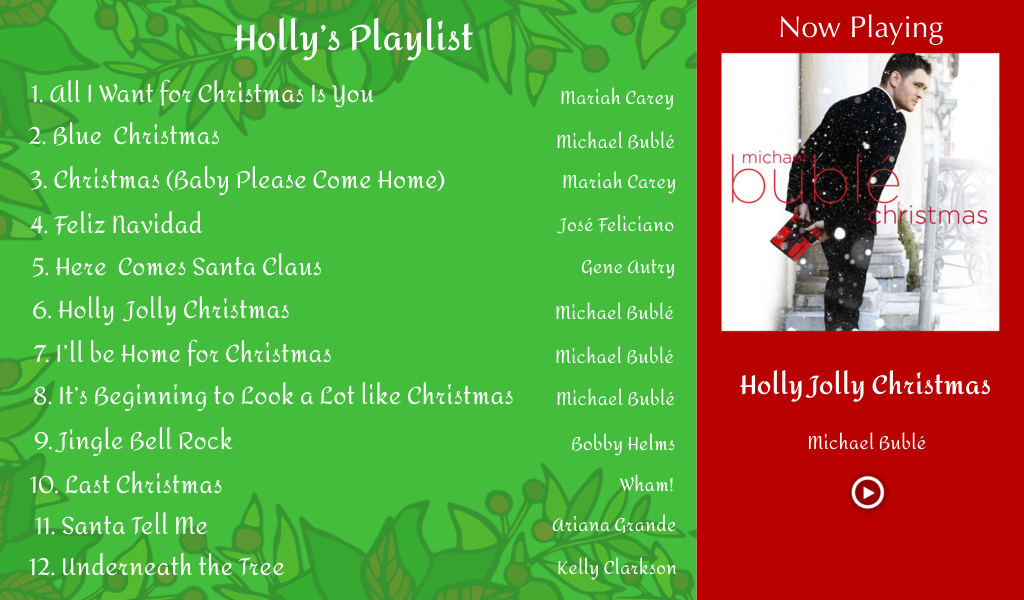 Holly's Playlist
1. All I Want for Christmas Is You
Mariah Carey
2. Blue  Christmas
Michael Bublé
3. Christmas (Baby Please Come Home)
Mariah Carey
4. Feliz Navidad
José Feliciano
5. Here  Comes Santa Claus
Gene Autry
6. Holly Jolly Christmas
Michael Bublé
7. I'll be Home for Christmas
Michael Bublé
8. It's Beginning to Look a Lot like Christmas
Michael Bublé
9. Jingle Bell Rock
Bobby Helms
10. Last Christmas
Wham!
11. Santa Tell Me
Ariana Grande
12. Underneath the Tree
Kelly Clarkson
Now Playing
michael
bublé
christmas
Holly Jolly Christmas
Michael Bublé